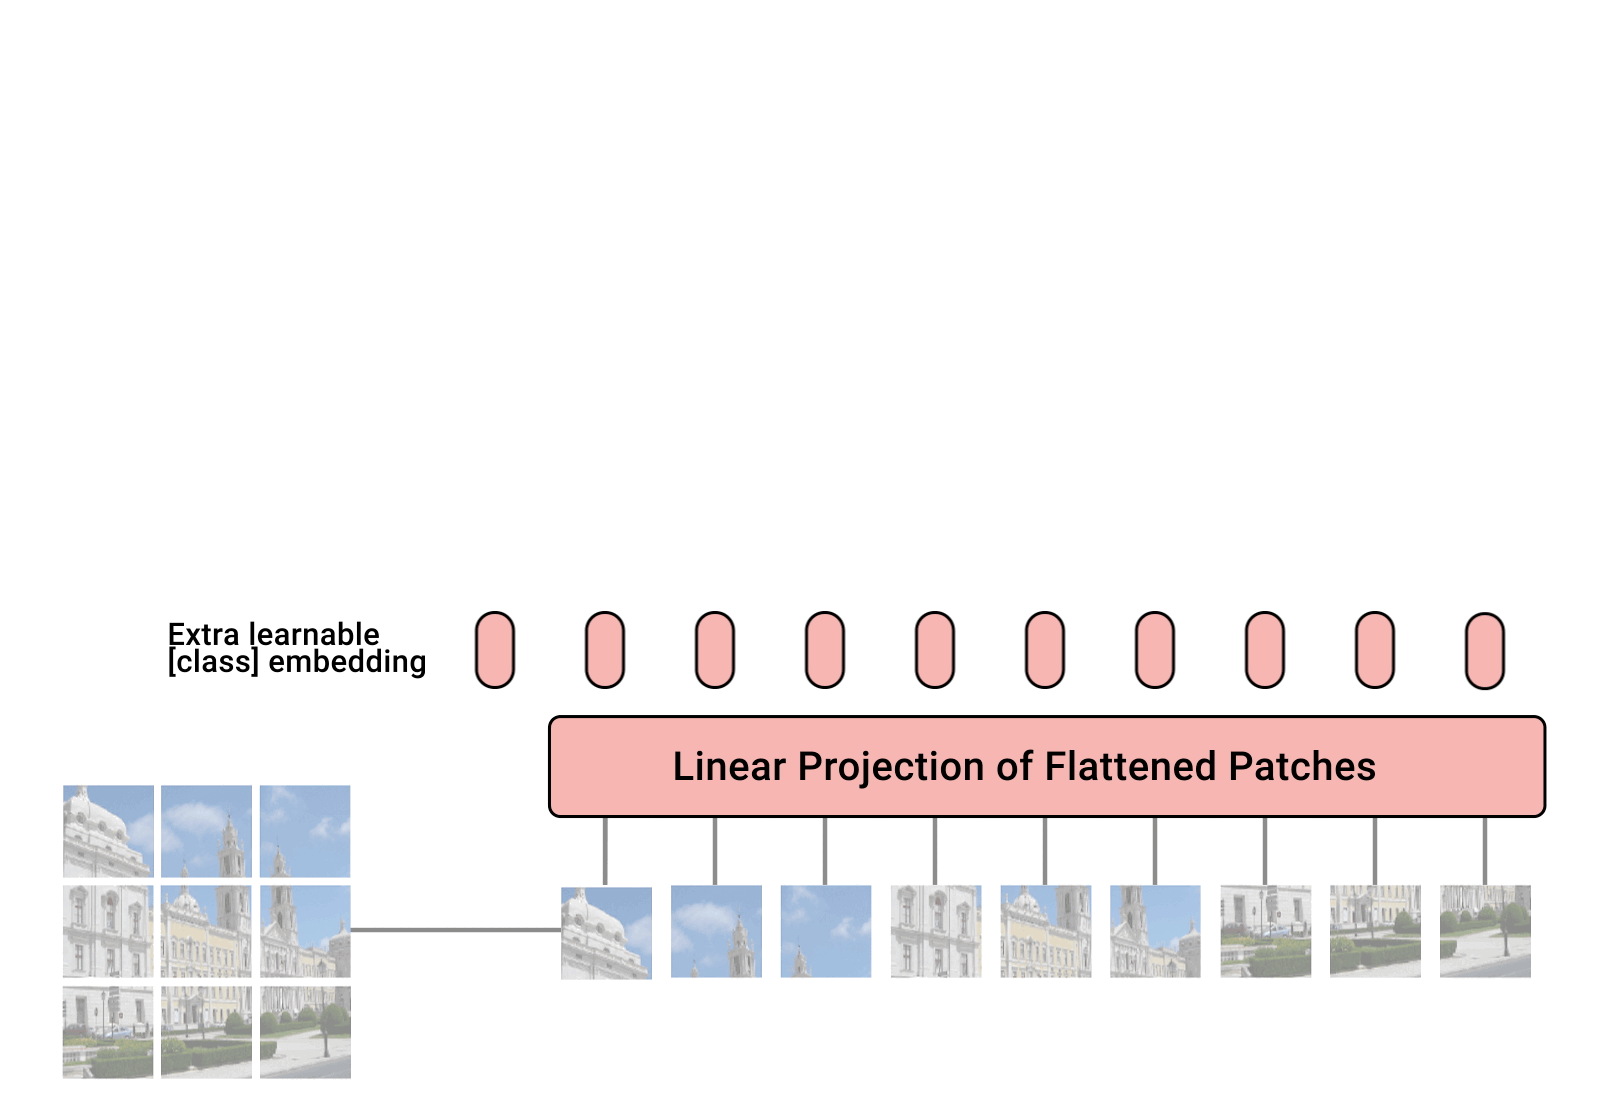 Extra learnable
[class] embedding
Linear Projection of Flattened Patches